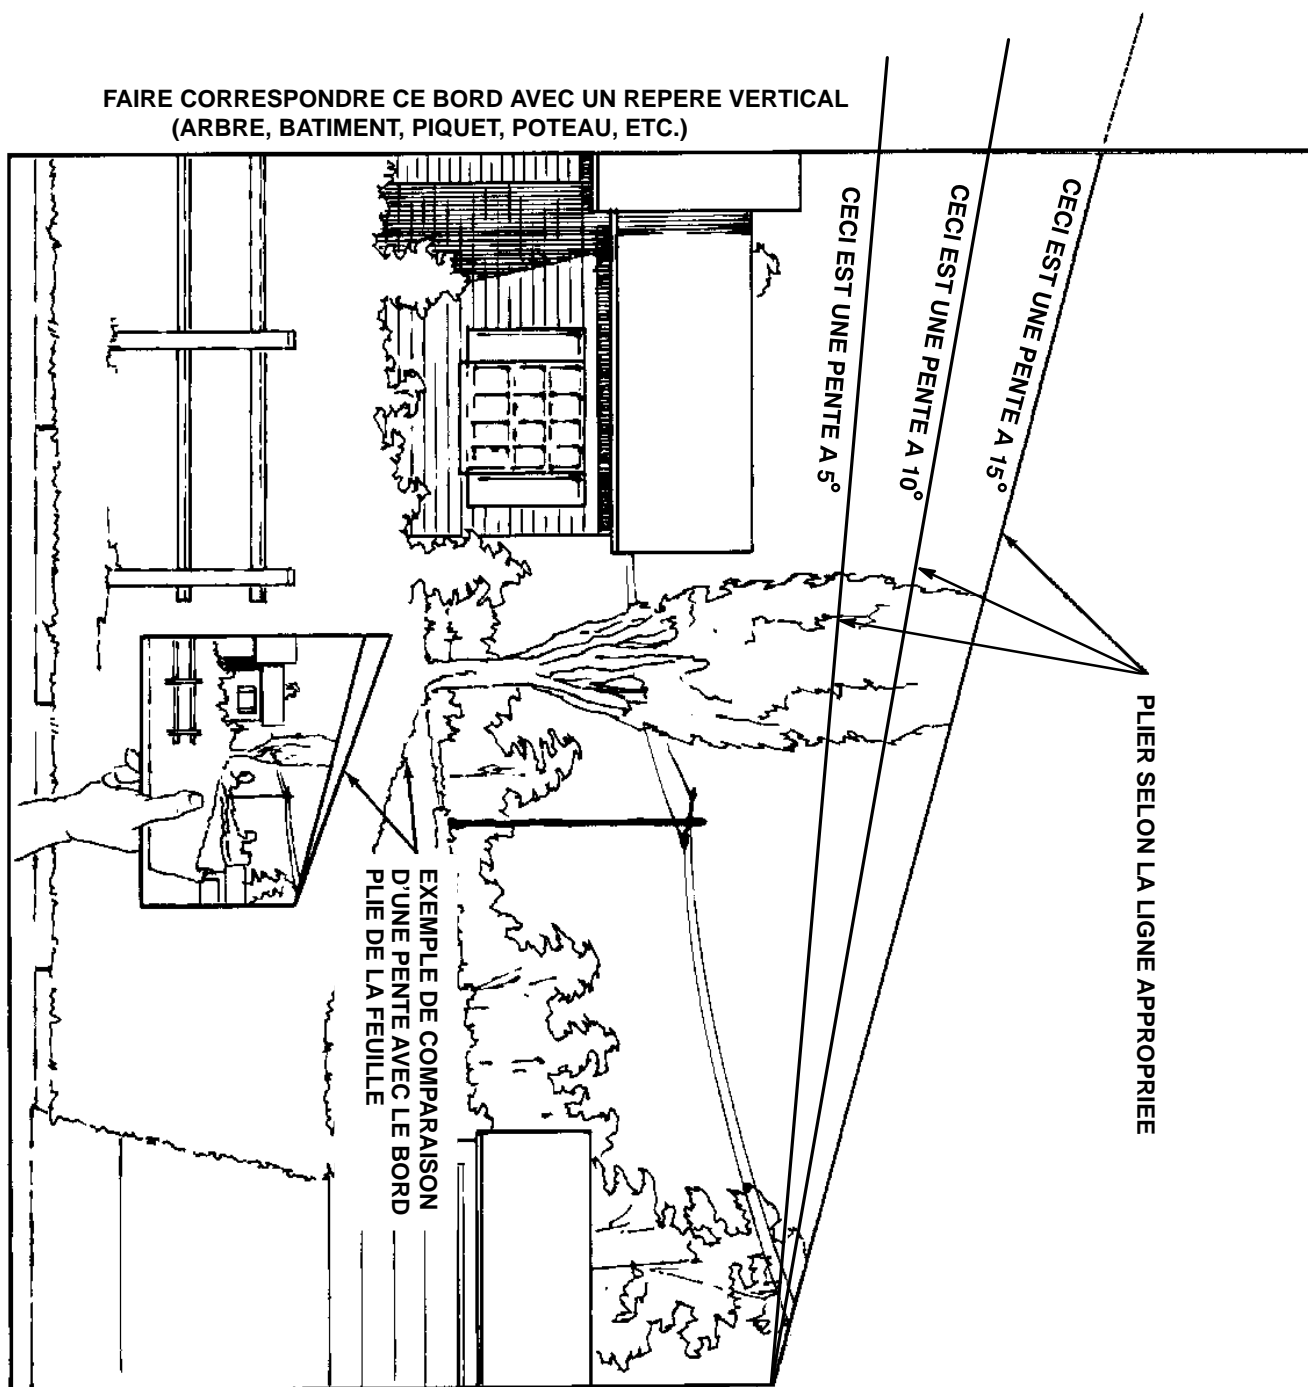 FAIRE CORRESPONDRE CE BORD AVEC UN REPERE VERTICAL
(ARBRE, BATIMENT, PIQUET, POTEAU, ETC.)
CECI EST UNE PENTE A 5°
CECI EST UNE PENTE A 10°
CECI EST UNE PENTE A 15°
PLIER SELON LA LIGNE APPROPRIEE
EXEMPLE DE COMPARAISON
D'UNE PENTE AVEC LE BORD
PLIE DE LA FEUILLE